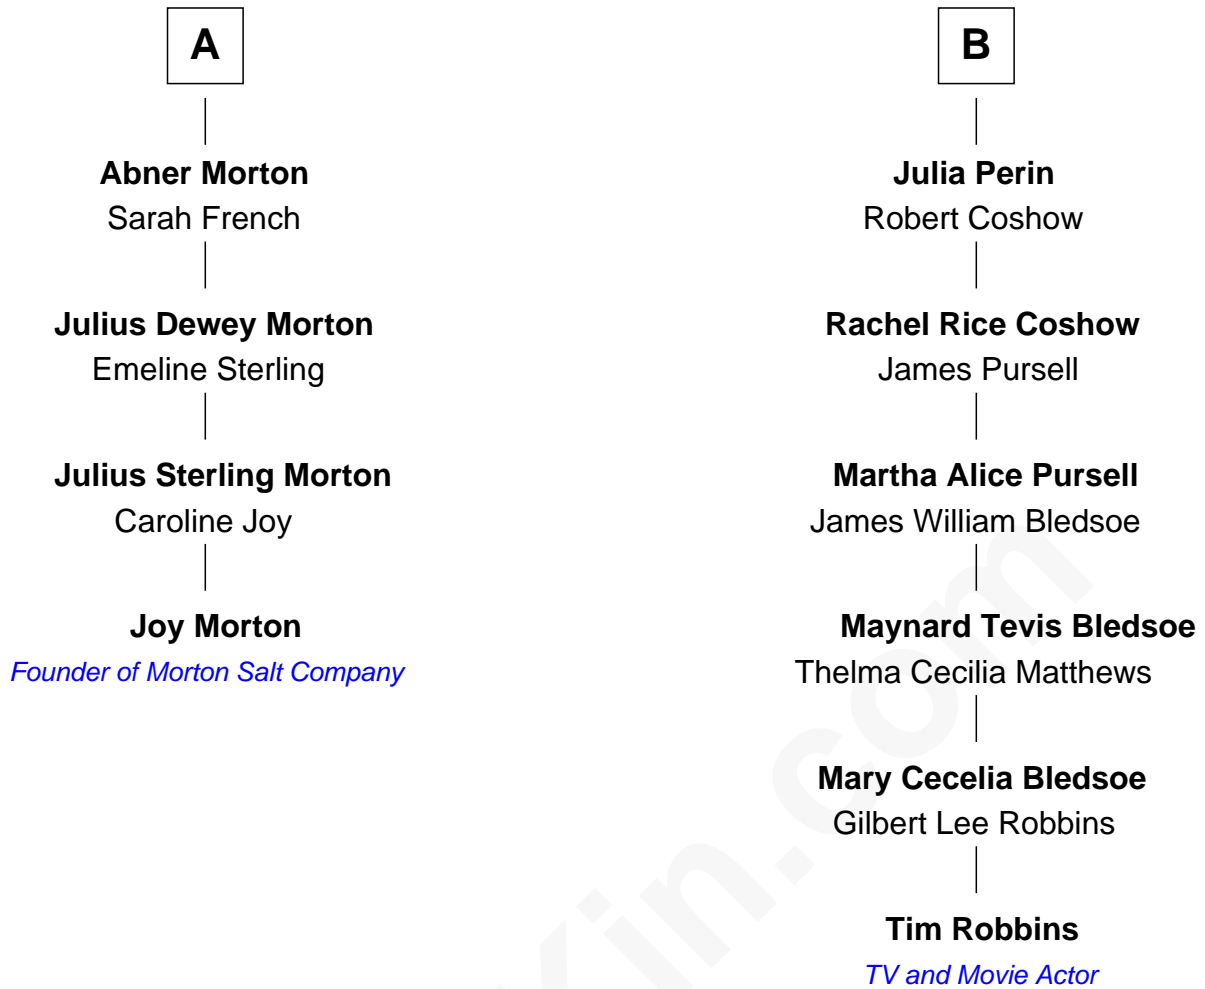 A
Abner Morton
Sarah French
Julius Dewey Morton
Emeline Sterling
Julius Sterling Morton
Caroline Joy
Joy Morton
Founder of Morton Salt Company
B
Julia Perin
Robert Coshow
Rachel Rice Coshow
James Pursell
Martha Alice Pursell
James William Bledsoe
Maynard Tevis Bledsoe
Thelma Cecilia Matthews
Mary Cecelia Bledsoe
Gilbert Lee Robbins
Tim Robbins
TV and Movie Actor
Kin.com